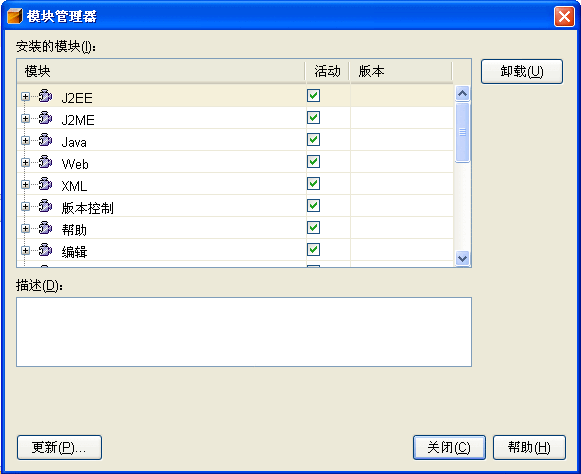 模块管理器
安装的模块(I):
模块 活动 版本
卸载(U)
J2EE
J2ME
Java
Web
XML
版本控制
帮助
编辑
描述(D):
更新(P)... 关闭(C) 帮助(H)